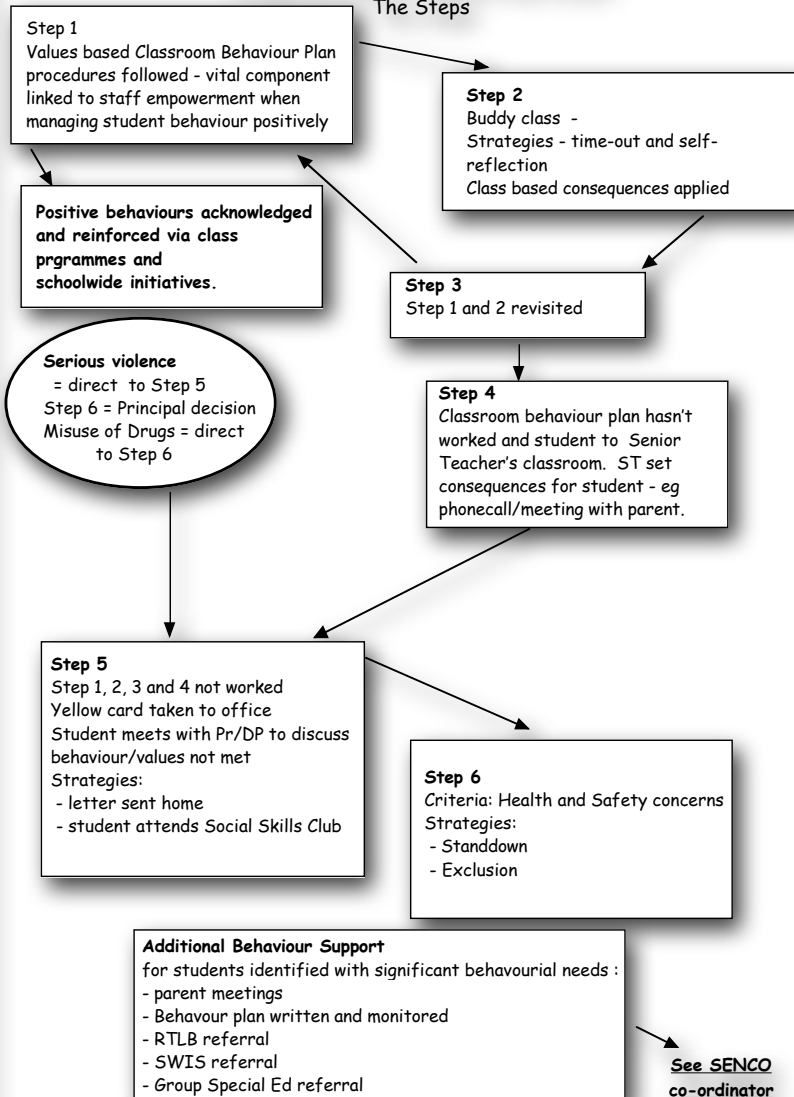 The Steps
Step 1
Values based Classroom Behaviour Plan
procedures followed - vital component
linked to staff empowerment when
managing student behaviour positively
Step 2
Buddy class -
Strategies - time-out and self-
reflection
Class based consequences applied
Positive behaviours acknowledged
and reinforced via class
prgrammes and
schoolwide initiatives.
Step 3
Step 1 and 2 revisited
Serious violence
= direct to Step 5
Step 6 = Principal decision
Misuse of Drugs = direct
to Step 6
Step 4
Classroom behaviour plan hasn't
worked and student to Senior
Teacher's classroom. ST set
consequences for student - eg
phonecall/meeting with parent.
Step 5
Step 1, 2, 3 and 4 not worked
Yellow card taken to office
Student meets with Pr/DP to discuss
behaviour/values not met
Strategies:
- letter sent home
- student attends Social Skills Club
Step 6
Criteria: Health and Safety concerns
Strategies:
- Standdown
- Exclusion
Additional Behaviour Support
for students identified with significant behavourial needs :
- parent meetings
- Behavour plan written and monitored
- RTLB referral
- SWIS referral
- Group Special Ed referral
See SENCO
co-ordinator